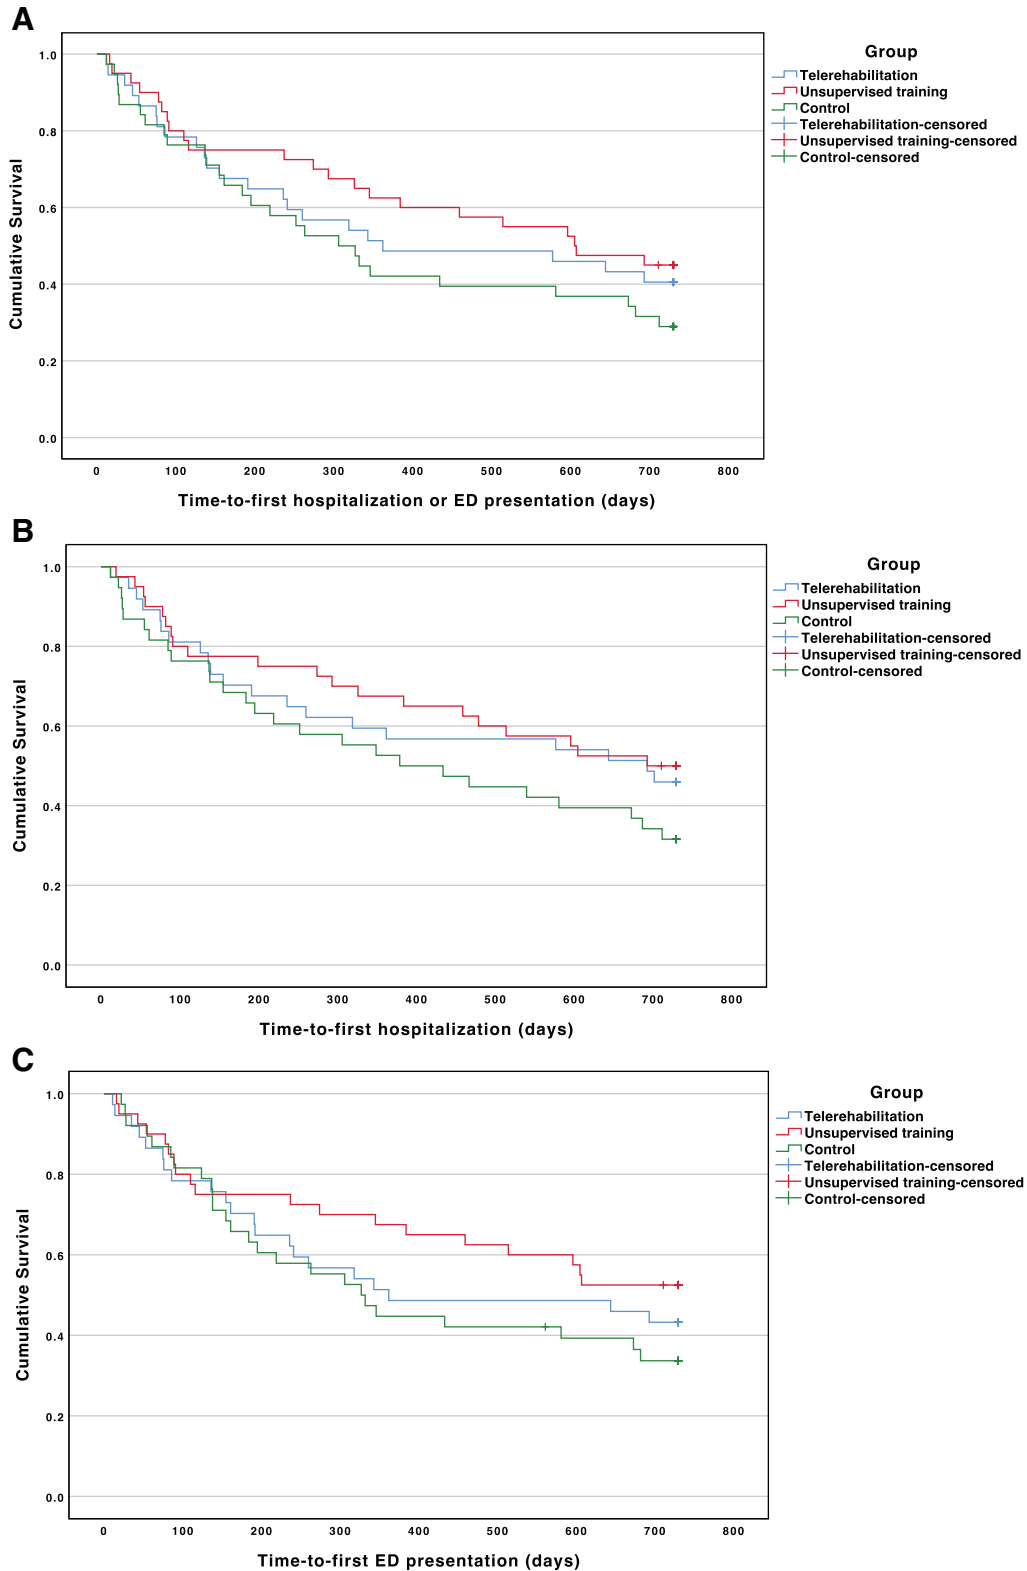 A
Group
Telerehabilitation
Unsupervised training
Control
Telerehabilitation-censored
Unsupervised training-censored
Control-censored
Cumulative Survival
1.0
0.8
0.6
0.4
0.2
0.0
0 100 200 300 400 500 600 700 800
Time-to-first hospitalization or ED presentation (days)
B
Group
Telerehabilitation
Unsupervised training
Control
Telerehabilitation-censored
Unsupervised training-censored
Control-censored
Cumulative Survival
1.0
0.8
0.6
0.4
0.2
0.0
0 100 200 300 400 500 600 700 800
Time-to-first hospitalization (days)
C
Group
Telerehabilitation
Unsupervised training
Control
Telerehabilitation-censored
Unsupervised training-censored
Control-censored
Cumulative Survival
1.0
0.8
0.6
0.4
0.2
0.0
0 100 200 300 400 500 600 700 800
Time-to-first ED presentation (days)